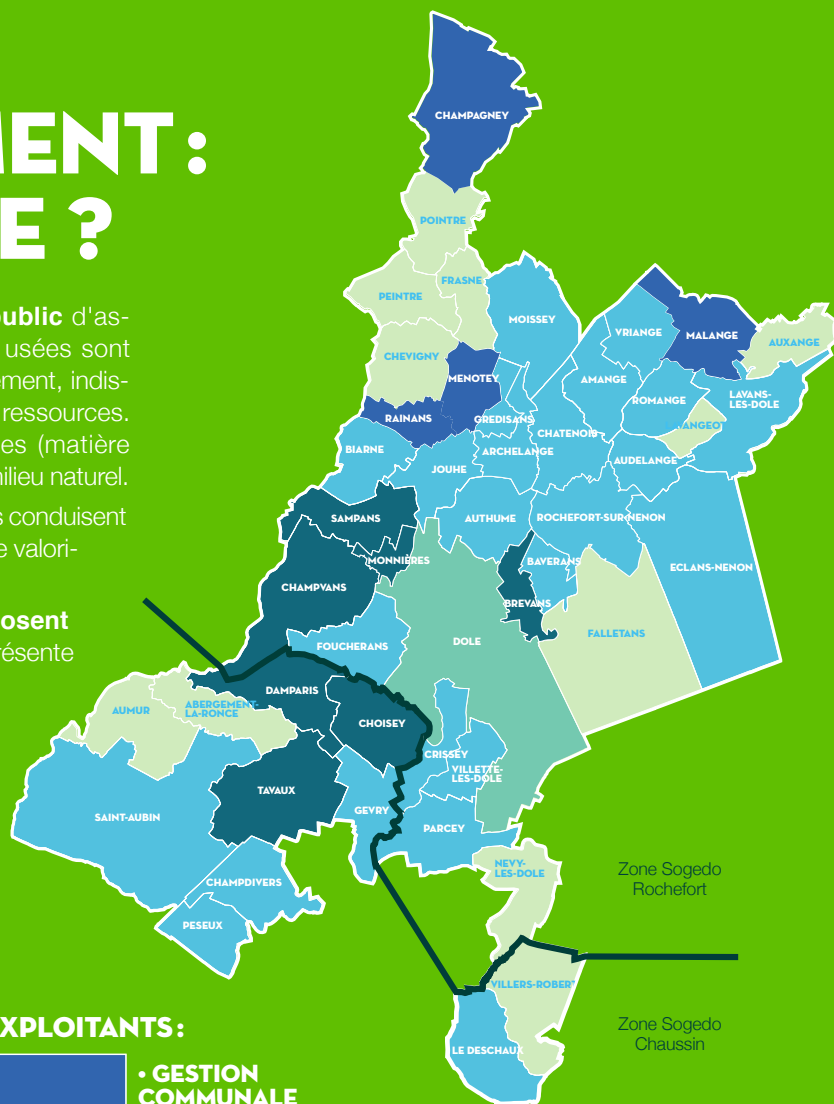 MENT :
E ?
public d'as-
usées sont
ement, indis-
ressources.
es (matière
milieu naturel.
s conduisent
e valori-
osent
résente
CHAMPAGNEY
POINTRE
FRASNE
PEINTRE
MOISSEY
VRIANGE
MALANGE
AUXANGE
CHEVIGNY
MENOTEY
AMANGE
ROMANGE
LAVANS-
LES-DOLE
RAINANS
GREDISANS
CHATENOIS
BIARNE
JOUHE
ARCHELANGE
AUDELANGE
SAMPANS
AUTHUME
ROCHEFORT-SUR-NENON
MONNIÈRES
BAVERANS
ECLANS-NENON
CHAMPVANS
BREVANS
FOUCHERANS
DOLE
FALLETANS
DAMPARIS
AUMUR
ABERGEMENT-
LA-RONCE
CHOISEY
CRISSEY
VILLETTE-
LES-DOLE
TAVAUX
GEVRY
SAINT-AUBIN
PARCEY
NEVY-
LES-DOLE
Zone Sogedo
Rochefort
CHAMPDIVERS
PESEUX
VILLERS-ROBERT
LE DESCHAUX
Zone Sogedo
Chaussin
XPLOITANTS :
• GESTION
COMMUNALE